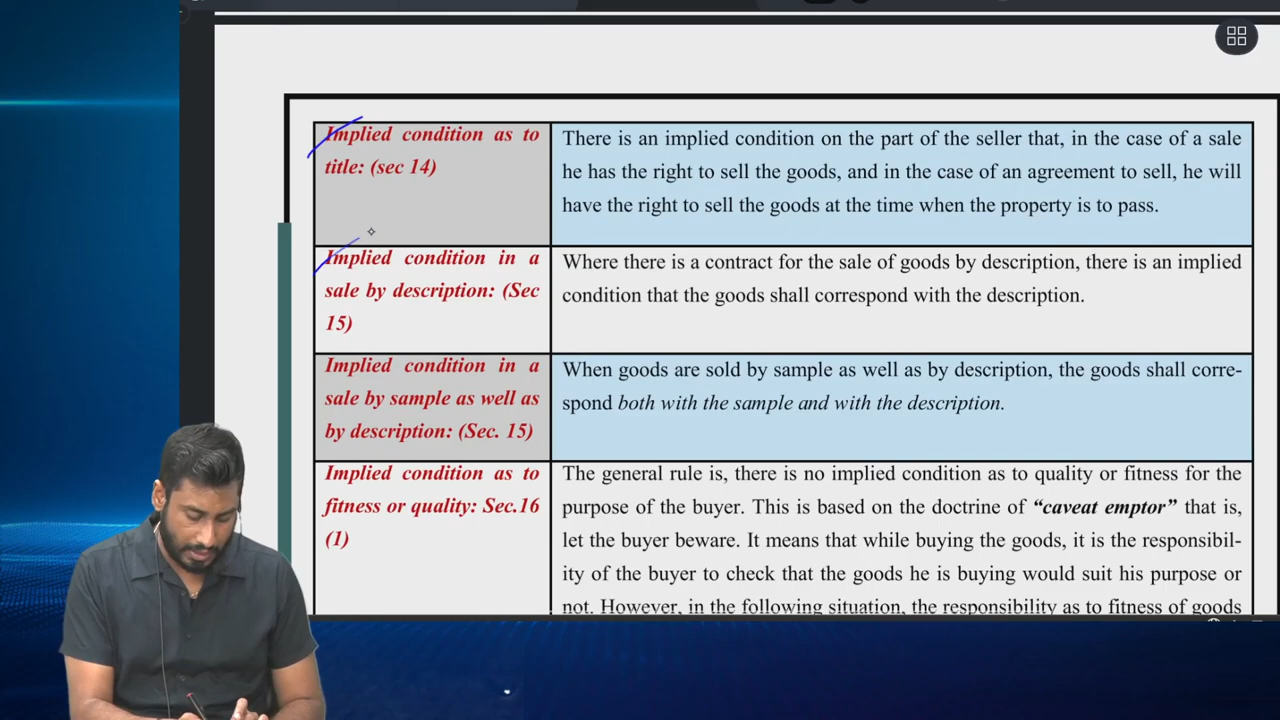 Implied condition as to
title: (sec 14)
There is an implied condition on the part of the seller that, in the case of a sale
he has the right to sell the goods, and in the case of an agreement to sell, he will
have the right to sell the goods at the time when the property is to pass.
Implied condition in a
sale by description: (Sec
15)
Where there is a contract for the sale of goods by description, there is an implied
condition that the goods shall correspond with the description.
Implied condition in a
sale by sample as well as
by description: (Sec. 15)
When goods are sold by sample as well as by description, the goods shall corre-
spond both with the sample and with the description.
Implied condition as to
fitness or quality: Sec.16
(1)
The general rule is, there is no implied condition as to quality or fitness for the
purpose of the buyer. This is based on the doctrine of “caveat emptor” that is,
let the buyer beware. It means that while buying the goods, it is the responsibil-
ity of the buyer to check that the goods he is buying would suit his purpose or
not. However, in the following situation, the responsibility as to fitness of goods